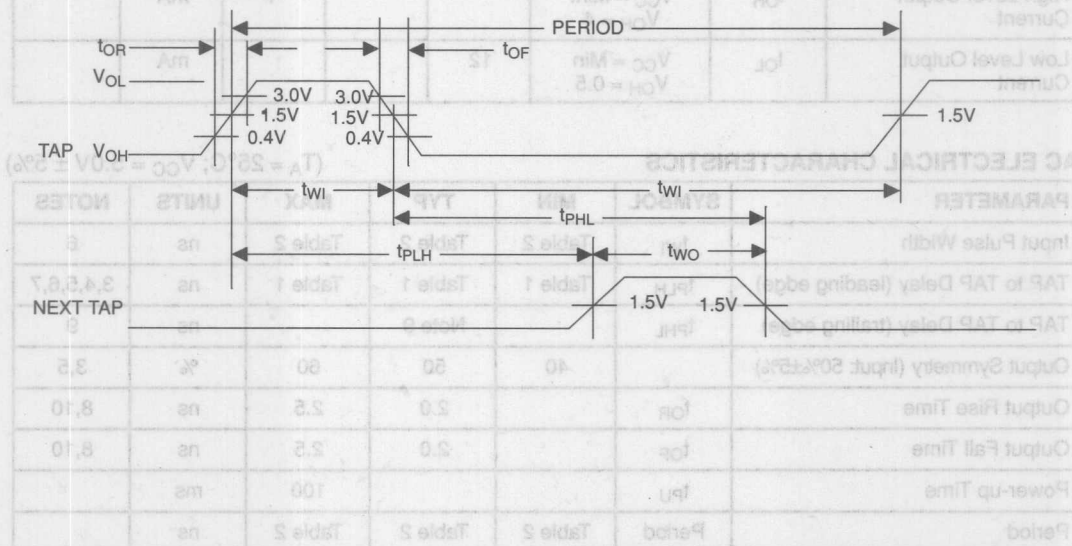 Current
PERIOD
tOR
tOF
Low Level Output
Current
IOL
VCC = Min
VOH = 0.5
12
mA
VOL
3.0V
3.0V
1.5V
1.5V
1.5V
0.4V
0.4V
TAP VOH
AC ELECTRICAL CHARACTERISTICS
(TA = 25°C; VCC = 5.0V ± 5%)
tWI
tWI
PARAMETER SYMBOL MIN TYP MAX UNITS NOTES
tPHL
Input Pulse Width tWI Table 2 Table 2 Table 2 ns 6
tPLH
tWO
TAP to TAP Delay (leading edge) tPLH Table 1 Table 1 Table 1 ns 3,4,5,6,7
NEXT TAP
1.5V
1.5V
TAP to TAP Delay (trailing edge) tPHL Note 9 ns 9
Output Symmetry (Input: 50%±5%) 40 50 60 % 3,5
Output Rise Time tOR 2.0 2.5 ns 8,10
Output Fall Time tOF 2.0 2.5 ns 8,10
Power-up Time tPU 100 ms
Period Period Table 2 Table 2 Table 2 ns